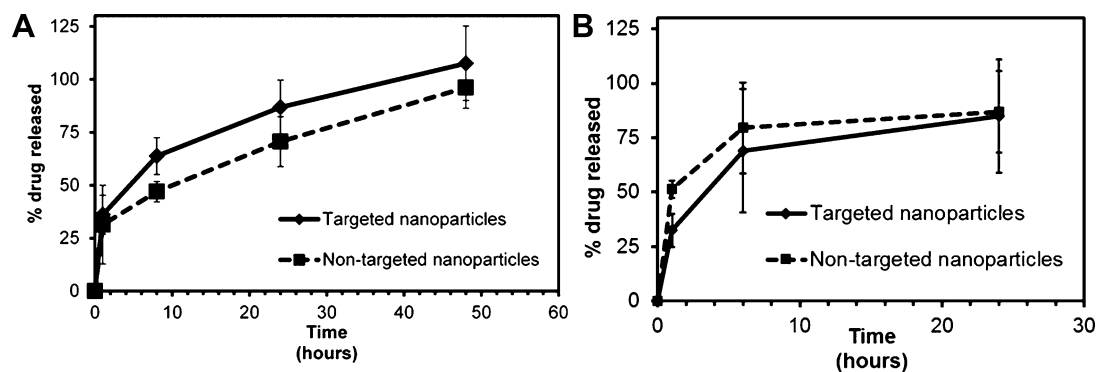 A
% drug released
125
100
75
50
25
0
0
10
20
30
40
50
60
Time
(hours)
Targeted nanoparticles
Non-targeted nanoparticles
B
% drug released
125
100
75
50
25
0
0
10
20
30
Time
(hours)
Targeted nanoparticles
Non-targeted nanoparticles